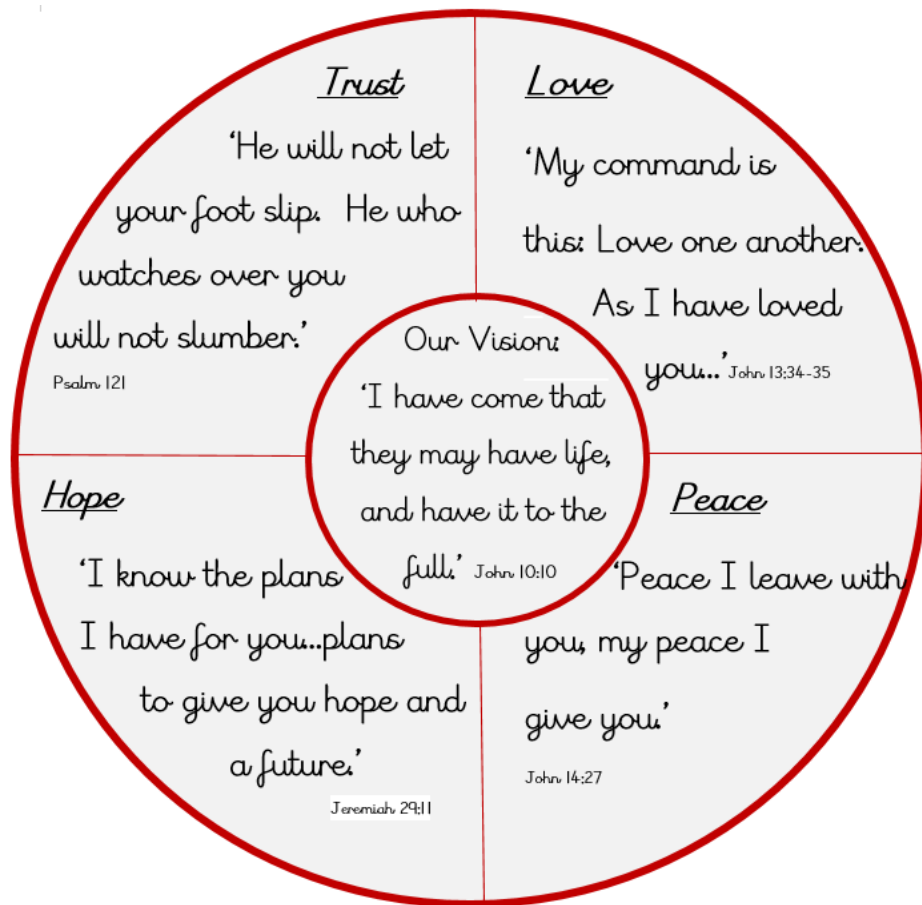 Trust
‘He will not let
your foot slip.  He who
watches over you
will not slumber.’
Psalm 121
Love
‘My command is
this: Love one another.
As I have loved
you...’ John 13:34-35
Our Vision:
‘I have come that
they may have life,
and have it to the
full.’ John 10:10
Hope
‘I know the plans
I have for you...plans
to give you hope and
a future.’
Jeremiah 29:11
Peace
‘Peace I leave with
you; my peace I
give you.’
John 14:27